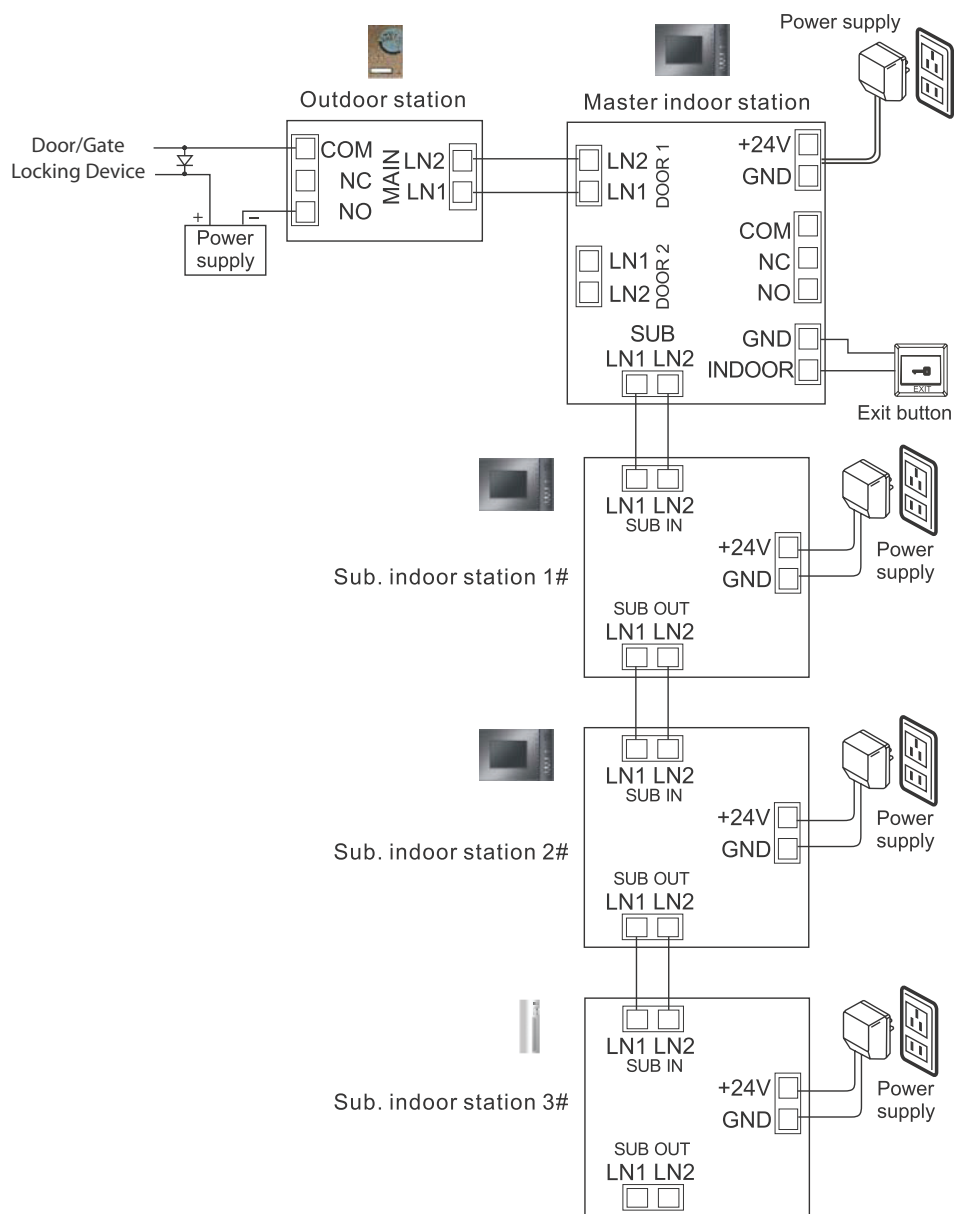 Power supply
Outdoor station
Master indoor station
Door/Gate
Locking Device
COM
NC
NO
MAIN
LN2
LN1
+
−
Power
supply
LN2
LN1
DOOR 1
LN1
LN2
DOOR 2
+24V
GND
COM
NC
NO
SUB
LN1 LN2
GND
INDOOR
EXIT
Exit button
LN1 LN2
SUB IN
+24V
GND
Power
supply
Sub. indoor station 1#
SUB OUT
LN1 LN2
LN1 LN2
SUB IN
+24V
GND
Power
supply
Sub. indoor station 2#
SUB OUT
LN1 LN2
LN1 LN2
SUB IN
+24V
GND
Power
supply
Sub. indoor station 3#
SUB OUT
LN1 LN2